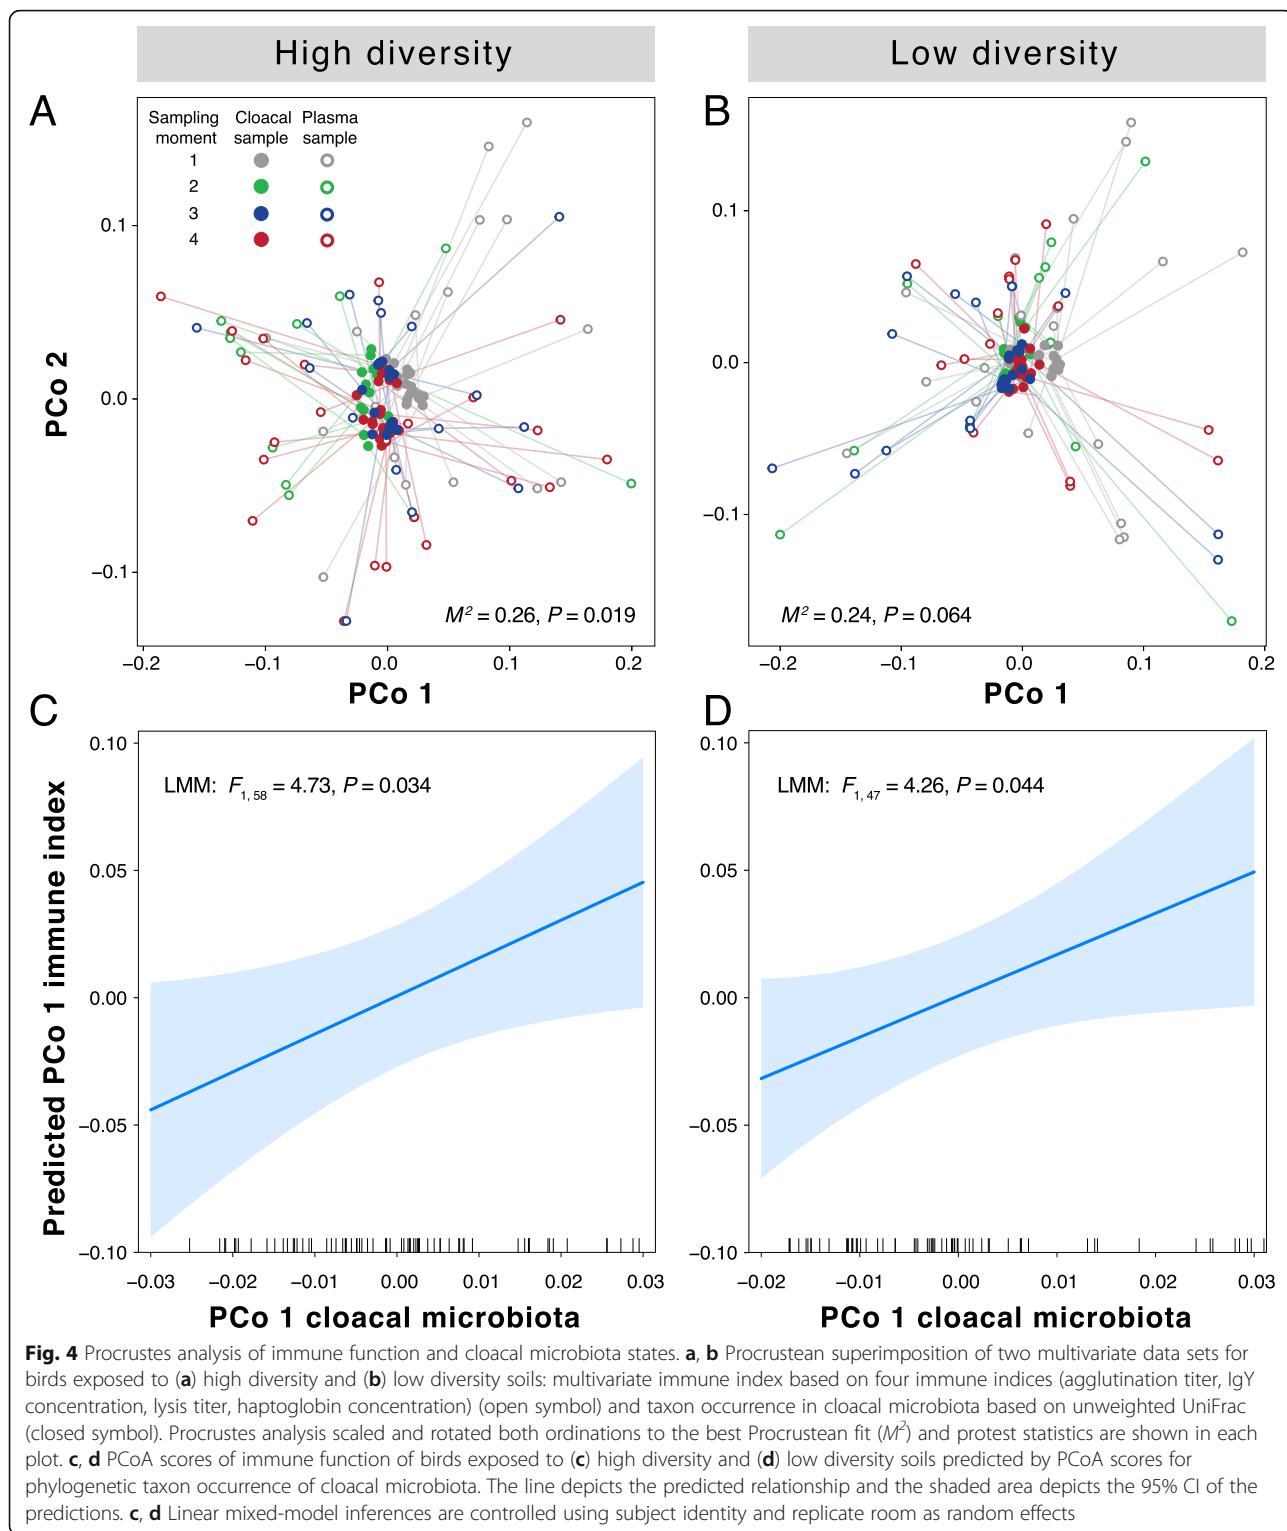 High diversity
Low diversity
A
Sampling moment
Cloacal sample
Plasma sample
1
2
3
4
PCo 2
0.1
0.0
−0.1
M² = 0.26, P = 0.019
−0.2 −0.1 0.0 0.1 0.2
PCo 1
B
0.1
0.0
−0.1
M² = 0.24, P = 0.064
−0.2 −0.1 0.0 0.1 0.2
PCo 1
C
Predicted PCo 1 immune index
0.10
0.05
0.00
−0.05
−0.10
LMM: F1, 58 = 4.73, P = 0.034
−0.03 −0.02 −0.01 0.00 0.01 0.02 0.03
PCo 1 cloacal microbiota
D
0.10
0.05
0.00
−0.05
−0.10
LMM: F1, 47 = 4.26, P = 0.044
−0.02 −0.01 0.00 0.01 0.02 0.03
PCo 1 cloacal microbiota
Fig. 4 Procrustes analysis of immune function and cloacal microbiota states. a, b Procrustean superimposition of two multivariate data sets for
birds exposed to (a) high diversity and (b) low diversity soils: multivariate immune index based on four immune indices (agglutination titer, IgY
concentration, lysis titer, haptoglobin concentration) (open symbol) and taxon occurrence in cloacal microbiota based on unweighted UniFrac
(closed symbol). Procrustes analysis scaled and rotated both ordinations to the best Procrustean fit (M²) and protest statistics are shown in each
plot. c, d PCoA scores of immune function of birds exposed to (c) high diversity and (d) low diversity soils predicted by PCoA scores for
phylogenetic taxon occurrence of cloacal microbiota. The line depicts the predicted relationship and the shaded area depicts the 95% CI of the
predictions. c, d Linear mixed-model inferences are controlled using subject identity and replicate room as random effects